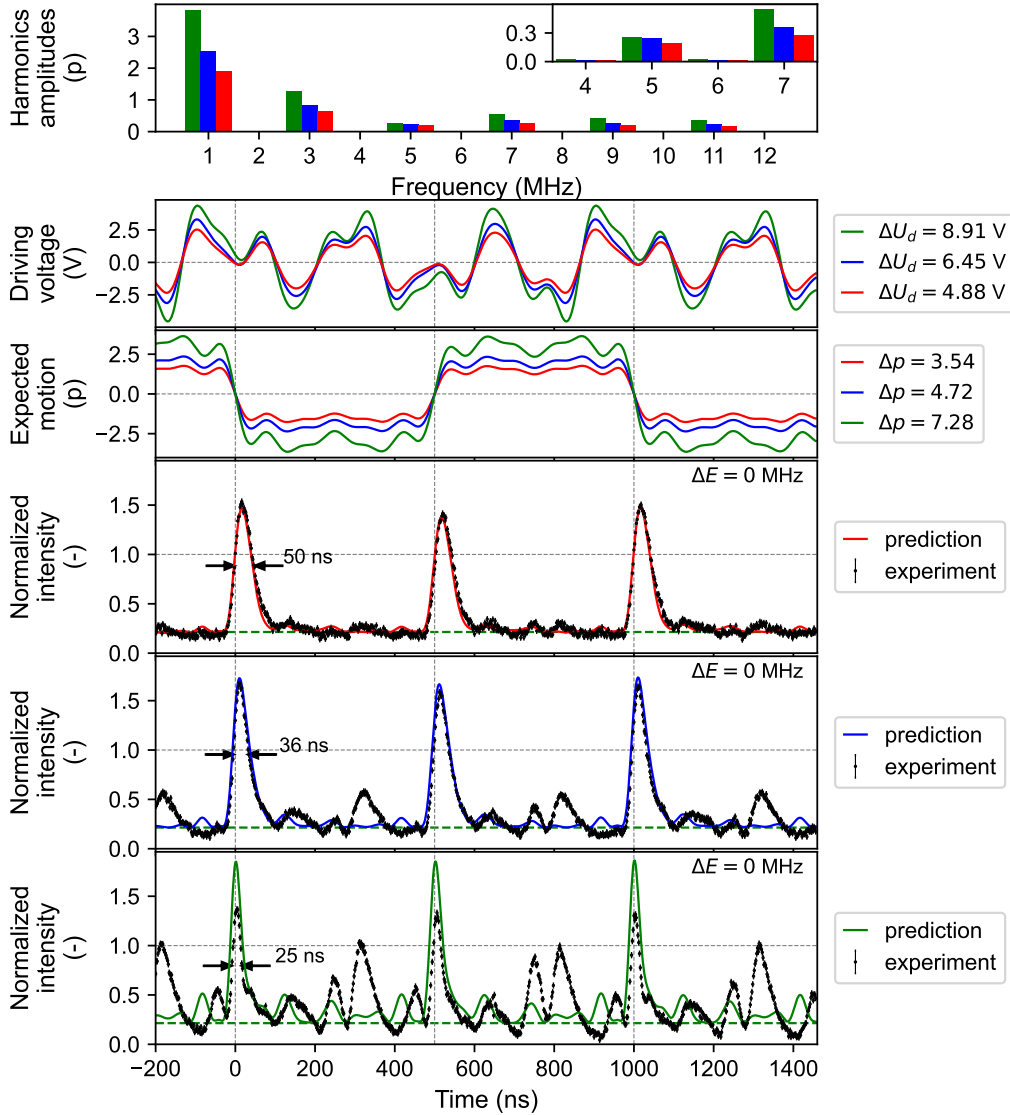 Harmonics
amplitudes
(p)
3
2
1
0
0.3
0.0
4 5 6 7
1 2 3 4 5 6 7 8 9 10 11 12
Frequency (MHz)
Driving
voltage
(V)
2.5
0.0
−2.5
ΔU_d = 8.91 V
ΔU_d = 6.45 V
ΔU_d = 4.88 V
Expected
motion
(p)
2.5
0.0
−2.5
Δp = 3.54
Δp = 4.72
Δp = 7.28
Normalized
intensity
(-)
1.5
1.0
0.5
0.0
ΔE = 0 MHz
50 ns
prediction
experiment
Normalized
intensity
(-)
1.5
1.0
0.5
0.0
ΔE = 0 MHz
36 ns
prediction
experiment
Normalized
intensity
(-)
1.5
1.0
0.5
0.0
ΔE = 0 MHz
25 ns
prediction
experiment
−200 0 200 400 600 800 1000 1200 1400
Time (ns)